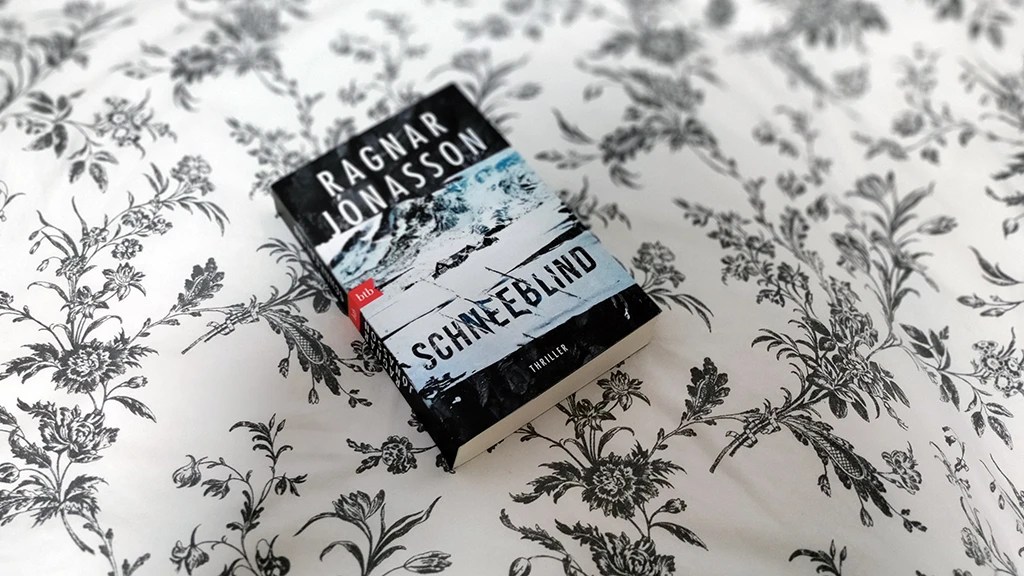 RAGNAR
JÓNASSON
btb
SCHNEEBLIND
THRILLER